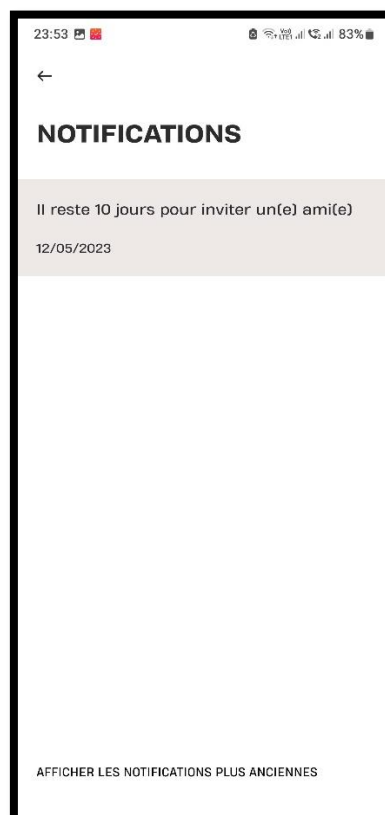 23:53 83%
NOTIFICATIONS
Il reste 10 jours pour inviter un(e) ami(e)
12/05/2023
AFFICHER LES NOTIFICATIONS PLUS ANCIENNES